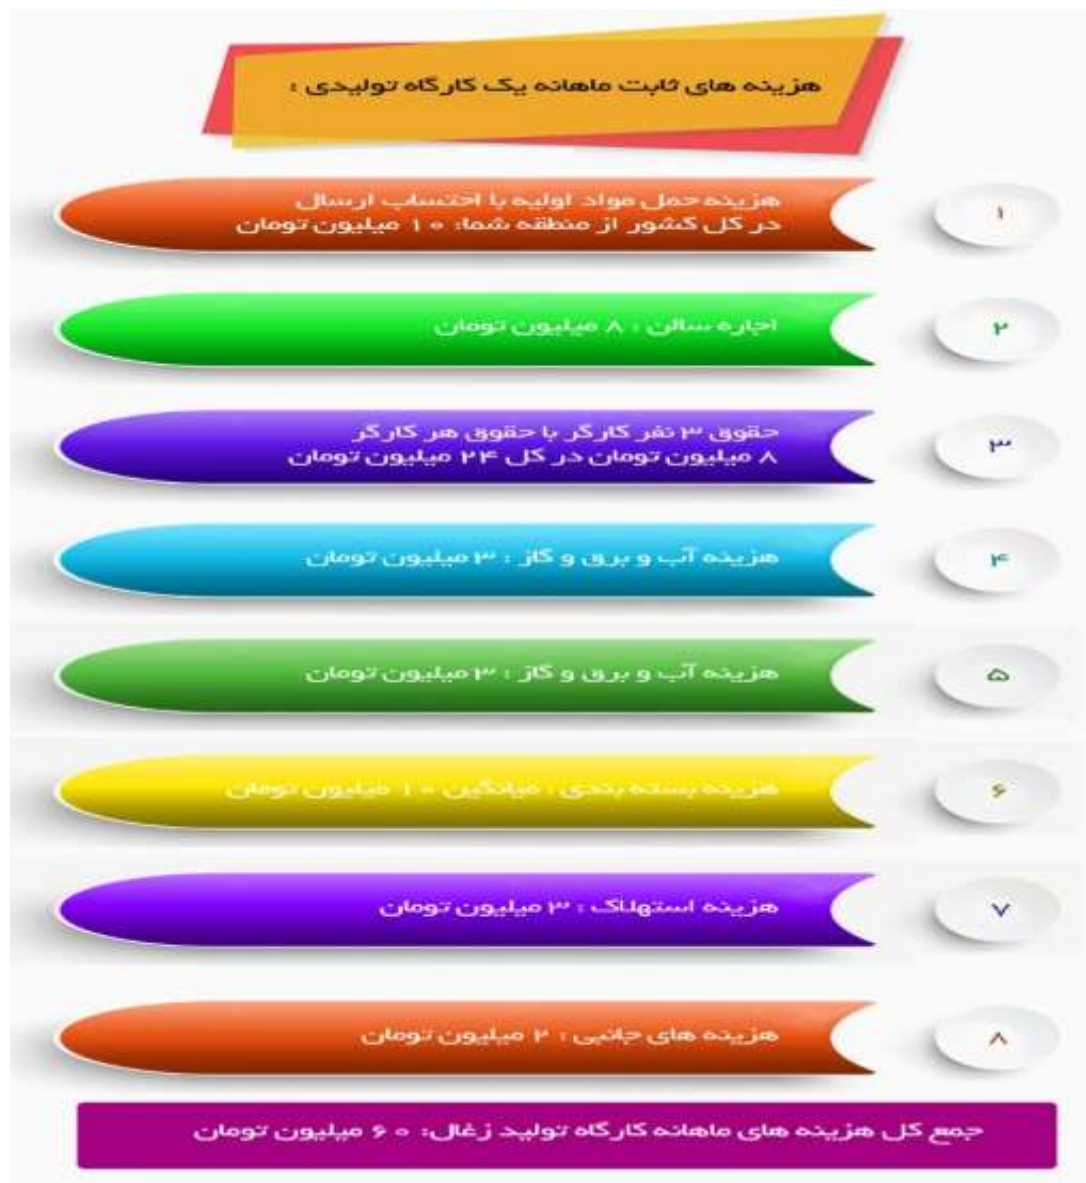 هزینه های ثابت ماهانه یک کارگاه تولیدی :
۱
هزینه حمل مواد اولیه با احتساب ارسال
در کل کشور از منطقه شما: ۱۰ میلیون تومان
۲
اجاره سالن : ۸ میلیون تومان
۳
حقوق ۳ نفر کارگر با حقوق هر کارگر
۸ میلیون تومان در کل ۲۴ میلیون تومان
۴
هزینه آب و برق و گاز : ۳ میلیون تومان
۵
هزینه آب و برق و گاز : ۳ میلیون تومان
۶
هزینه بسته بندی : میانگین ۱۰ میلیون تومان
۷
هزینه استهلاک : ۳ میلیون تومان
۸
هزینه های جانبی : ۲ میلیون تومان
جمع کل هزینه های ماهانه کارگاه تولید زغال: ۶۰ میلیون تومان